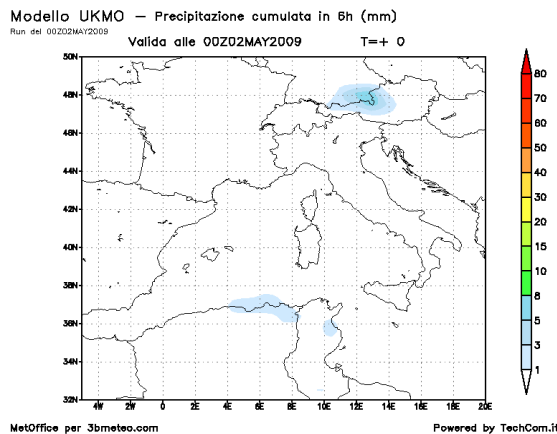 Modello UKMO — Precipitazione cumulata in 6h (mm)
Run del 00Z02MAY2009
Valida alle 00Z02MAY2009 T=+ 0
50N
48N
46N
44N
42N
40N
38N
36N
34N
32N
4W 2W 0 2E 4E 6E 8E 10E 12E 14E 16E 18E 20E
80
70
60
50
40
30
20
15
10
8
5
3
1
MetOffice per 3bmeteo.com
Powered by TechCom.it